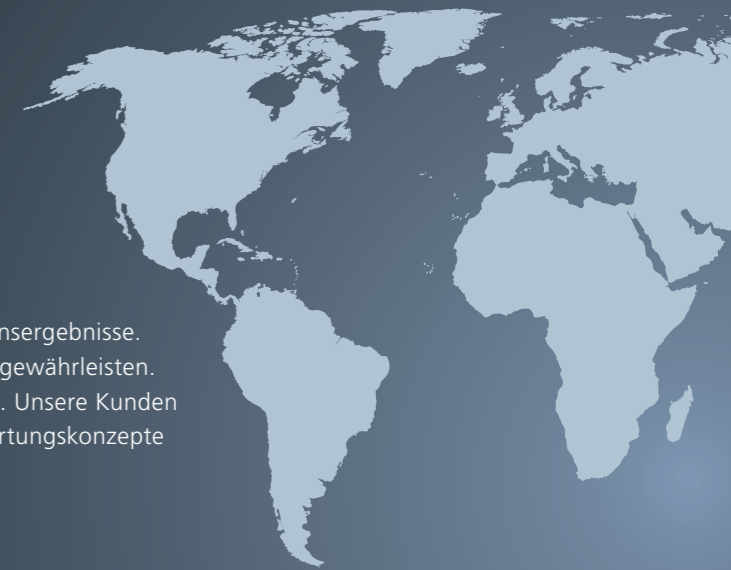 nsergebnisse.
gewährleisten.
. Unsere Kunden
rtungskonzepte